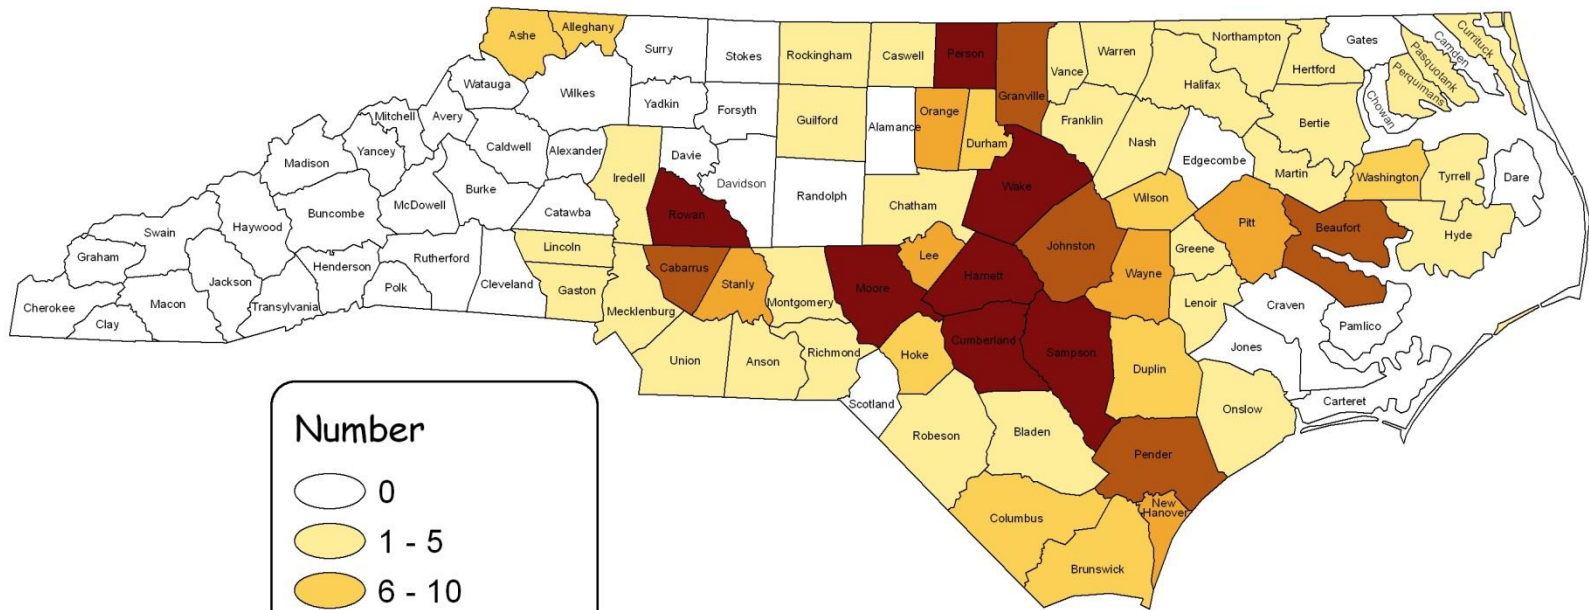 Ashe
Alleghany
Surry
Stokes
Rockingham
Caswell
Person
Granville
Vance
Warren
Northampton
Halifax
Hertford
Gates
Camden
Currituck
Pasquotank
Perquimans
Chowan
Bertie
Watauga
Wilkes
Yadkin
Forsyth
Guilford
Alamance
Orange
Durham
Franklin
Nash
Edgecombe
Martin
Washington
Tyrrell
Dare
Mitchell
Avery
Yancey
Madison
Caldwell
Alexander
Iredell
Davie
Davidson
Randolph
Chatham
Wake
Wilson
Pitt
Beaufort
Hyde
Burke
McDowell
Buncombe
Haywood
Swain
Graham
Catawba
Rowan
Lincoln
Cabarrus
Stanly
Montgomery
Moore
Lee
Harnett
Johnston
Wayne
Greene
Lenoir
Craven
Pamlico
Cherokee
Clay
Macon
Jackson
Transylvania
Henderson
Polk
Rutherford
Cleveland
Gaston
Mecklenburg
Union
Anson
Richmond
Scotland
Hoke
Cumberland
Sampson
Duplin
Jones
Onslow
Carteret
Robeson
Bladen
Pender
New
Hanover
Columbus
Brunswick
Number
0
1 - 5
6 - 10